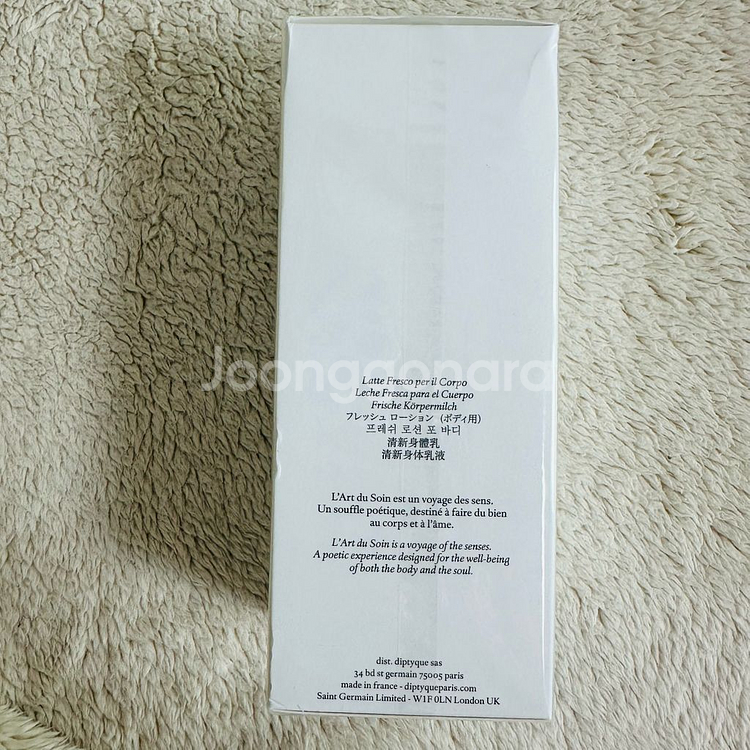 Joonggonara
Latte Fresco per il Corpo
Leche Fresca para el Cuerpo
Frische Körpermilch
フレッシュ ローション (ボディ用)
프레쉬 로션 포 바디
清新身體乳
清新身体乳液
L'Art du Soin est un voyage des sens.
Un souffle poétique, destiné à faire du bien
au corps et à l'âme.
L'Art du Soin is a voyage of the senses.
A poetic experience designed for the well-being
of both the body and the soul.
dist. diptyque sas
34 bd st germain 75005 paris
made in france - diptyqueparis.com
Saint Germain Limited - W1F 0LN London UK